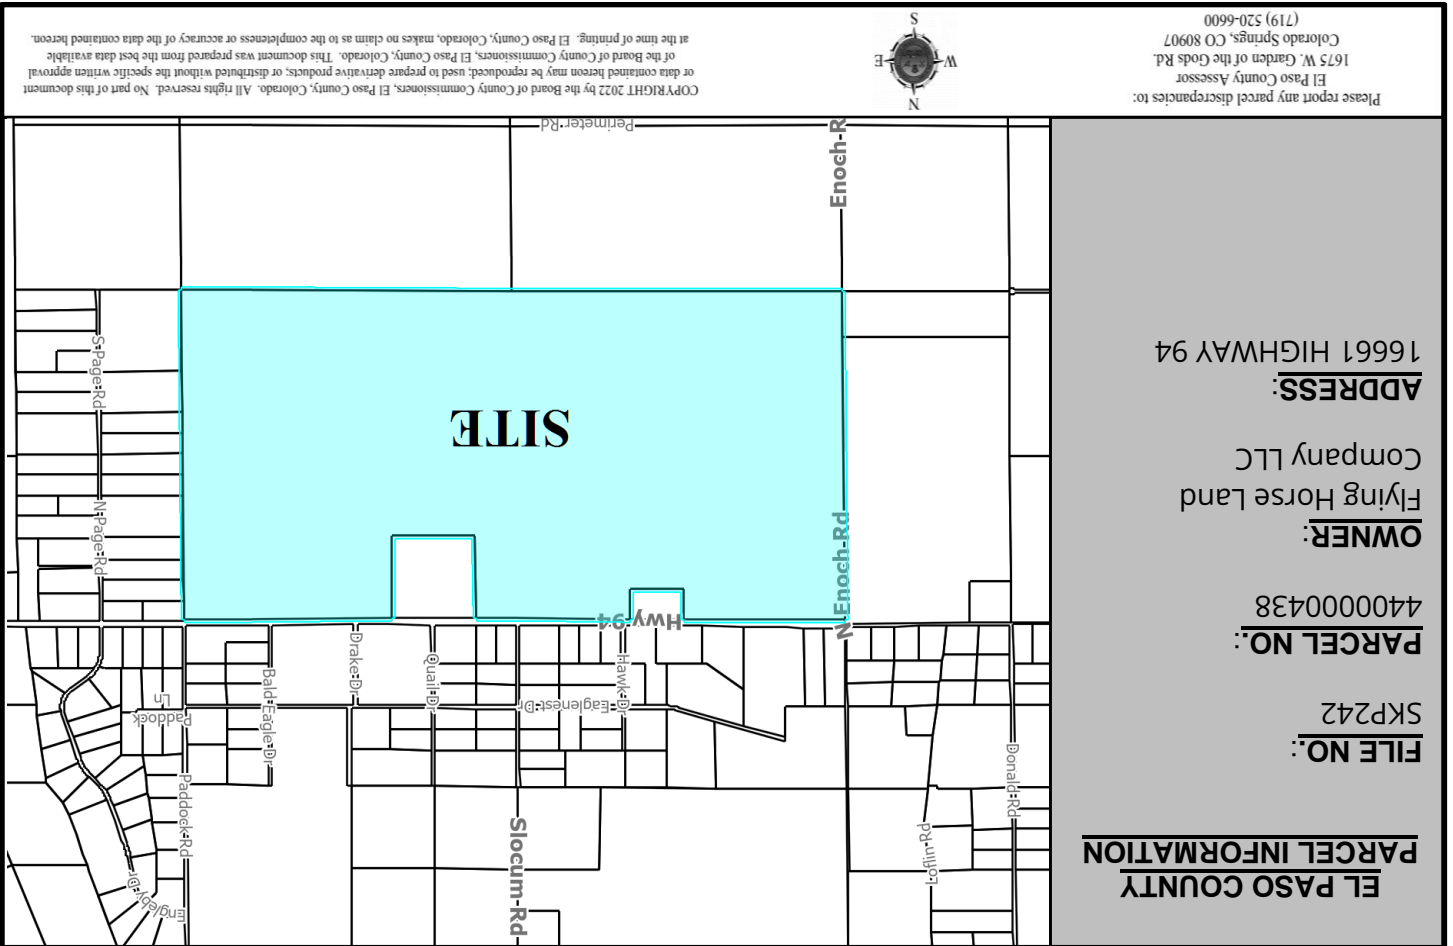 EL PASO COUNTY
PARCEL INFORMATION
FILE NO.:
SKP242
PARCEL NO.:
4400000438
OWNER:
Flying Horse Land
Company LLC
ADDRESS:
16661 HIGHWAY 94
Loflin Rd
Donald Rd
Slocum-Rd
Engleby Dr
Paddock-Rd
Paddock
Ln
Hawk-Dr
Eaglenest-Dr
Quail-Dr
Drake-Dr
Bald-Eagle-Dr
Hwy 94
N-Enoch-Rd
N-Page-Rd
SITE
S-Page-Rd
Enoch-R
Perimeter-Rd
Please report any parcel discrepancies to:
El Paso County Assessor
1675 W. Garden of the Gods Rd.
Colorado Springs, CO 80907
(719) 520-6600
N
W
E
S
COPYRIGHT 2022 by the Board of County Commissioners, El Paso County, Colorado. All rights reserved. No part of this document
or data contained hereon may be reproduced; used to prepare derivative products; or distributed without the specific written approval
of the Board of County Commissioners, El Paso County, Colorado. This document was prepared from the best data available
at the time of printing. El Paso County, Colorado, makes no claim as to the completeness or accuracy of the data contained hereon.